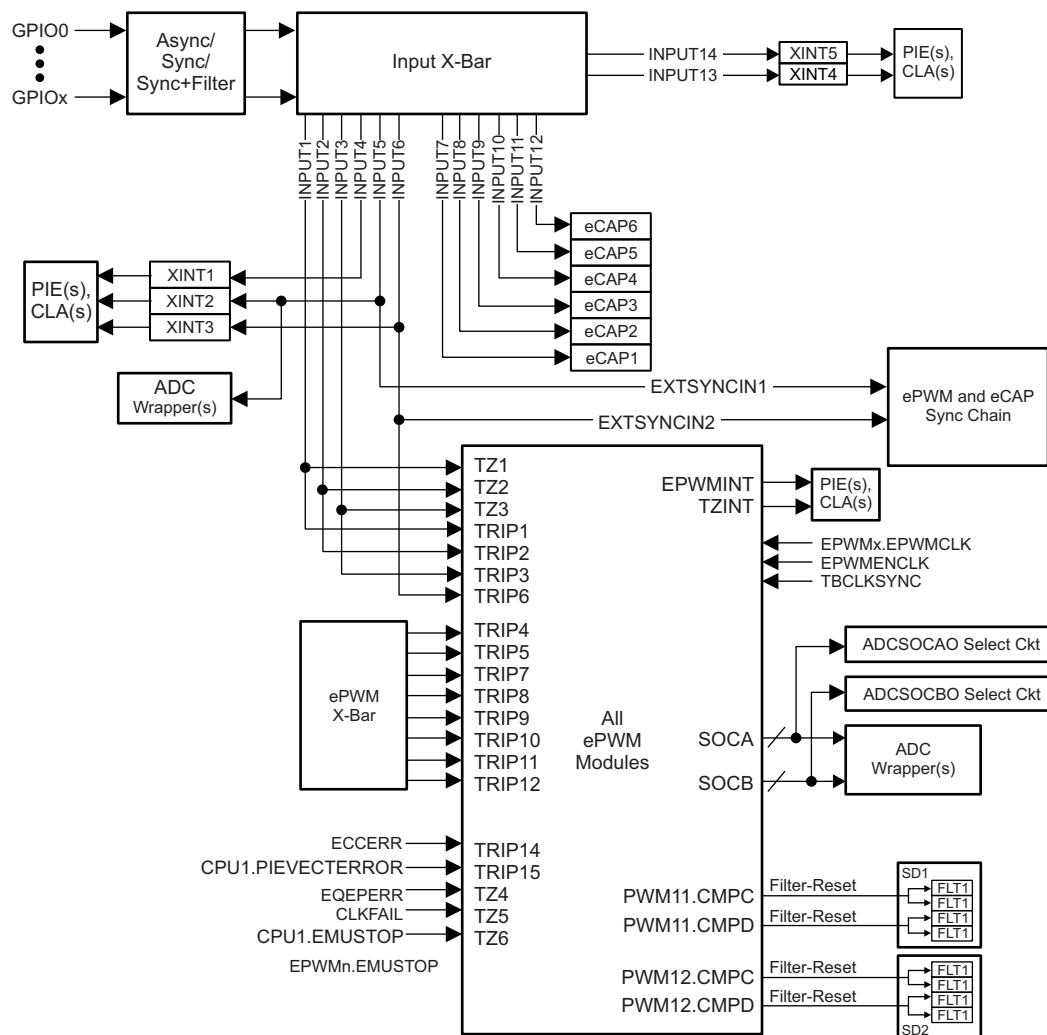 GPIO0
GPIOx
Async/
Sync/
Sync+Filter
Input X-Bar
INPUT14
INPUT13
XINT5
XINT4
PIE(s),
CLA(s)
INPUT1
INPUT2
INPUT3
INPUT4
INPUT5
INPUT6
INPUT7
INPUT8
INPUT9
INPUT10
INPUT11
INPUT12
eCAP6
eCAP5
eCAP4
eCAP3
eCAP2
eCAP1
PIE(s),
CLA(s)
XINT1
XINT2
XINT3
ADC
Wrapper(s)
EXTSYNCIN1
EXTSYNCIN2
ePWM and eCAP
Sync Chain
TZ1
TZ2
TZ3
TRIP1
TRIP2
TRIP3
TRIP6
EPWMINT
TZINT
PIE(s),
CLA(s)
EPWMx.EPWMCLK
EPWMENCLK
TBCLKSYNC
ePWM
X-Bar
TRIP4
TRIP5
TRIP7
TRIP8
TRIP9
TRIP10
TRIP11
TRIP12
All
ePWM
Modules
SOCA
SOCB
ADCSOCAO Select Ckt
ADCSOCBO Select Ckt
ADC
Wrapper(s)
ECCERR
CPU1.PIEVECTERROR
EQEPERR
CLKFAIL
CPU1.EMUSTOP
EPWMn.EMUSTOP
TRIP14
TRIP15
TZ4
TZ5
TZ6
PWM11.CMPC
PWM11.CMPD
PWM12.CMPC
PWM12.CMPD
Filter-Reset
Filter-Reset
Filter-Reset
Filter-Reset
SD1
FLT1
FLT1
FLT1
FLT1
FLT1
FLT1
FLT1
FLT1
SD2